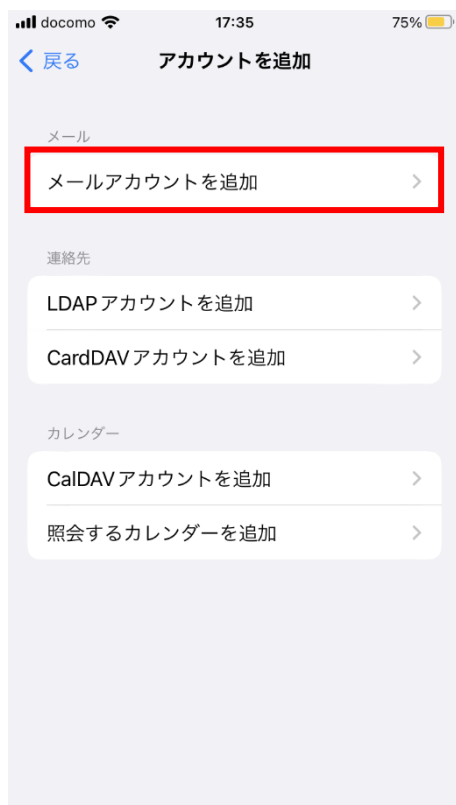 docomo 17:35 75%
戻る アカウントを追加
メール
メールアカウントを追加
連絡先
LDAPアカウントを追加
CardDAVアカウントを追加
カレンダー
CalDAVアカウントを追加
照会するカレンダーを追加